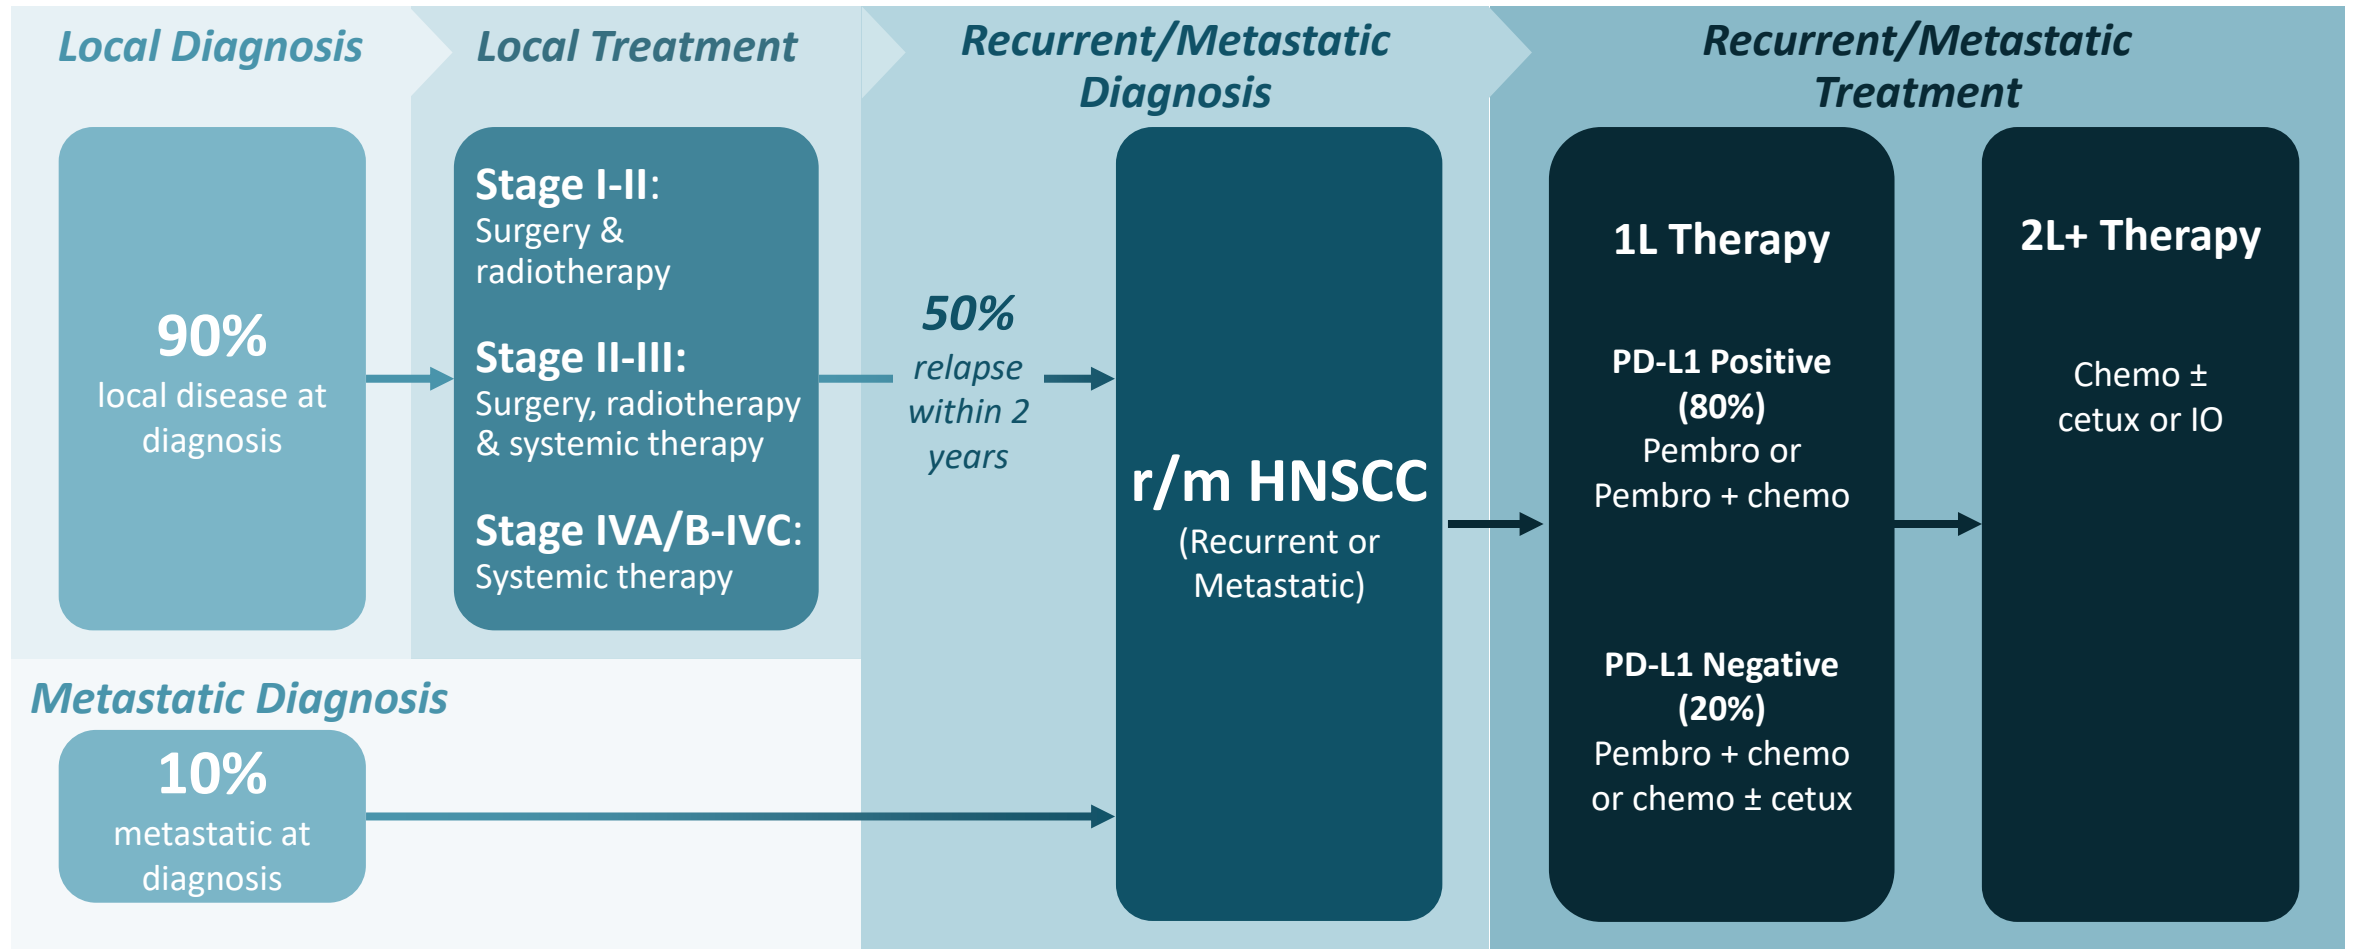 Local Diagnosis
Local Treatment
Recurrent/Metastatic
Diagnosis
Recurrent/Metastatic
Treatment
90%
local disease at
diagnosis
Stage I-II:
Surgery &
radiotherapy
Stage II-III:
Surgery, radiotherapy
& systemic therapy
Stage IVA/B-IVC:
Systemic therapy
50%
relapse
within 2
years
r/m HNSCC
(Recurrent or
Metastatic)
1L Therapy
PD-L1 Positive
(80%)
Pembro or
Pembro + chemo
PD-L1 Negative
(20%)
Pembro + chemo
or chemo ± cetux
2L+ Therapy
Chemo ±
cetux or IO
Metastatic Diagnosis
10%
metastatic at
diagnosis